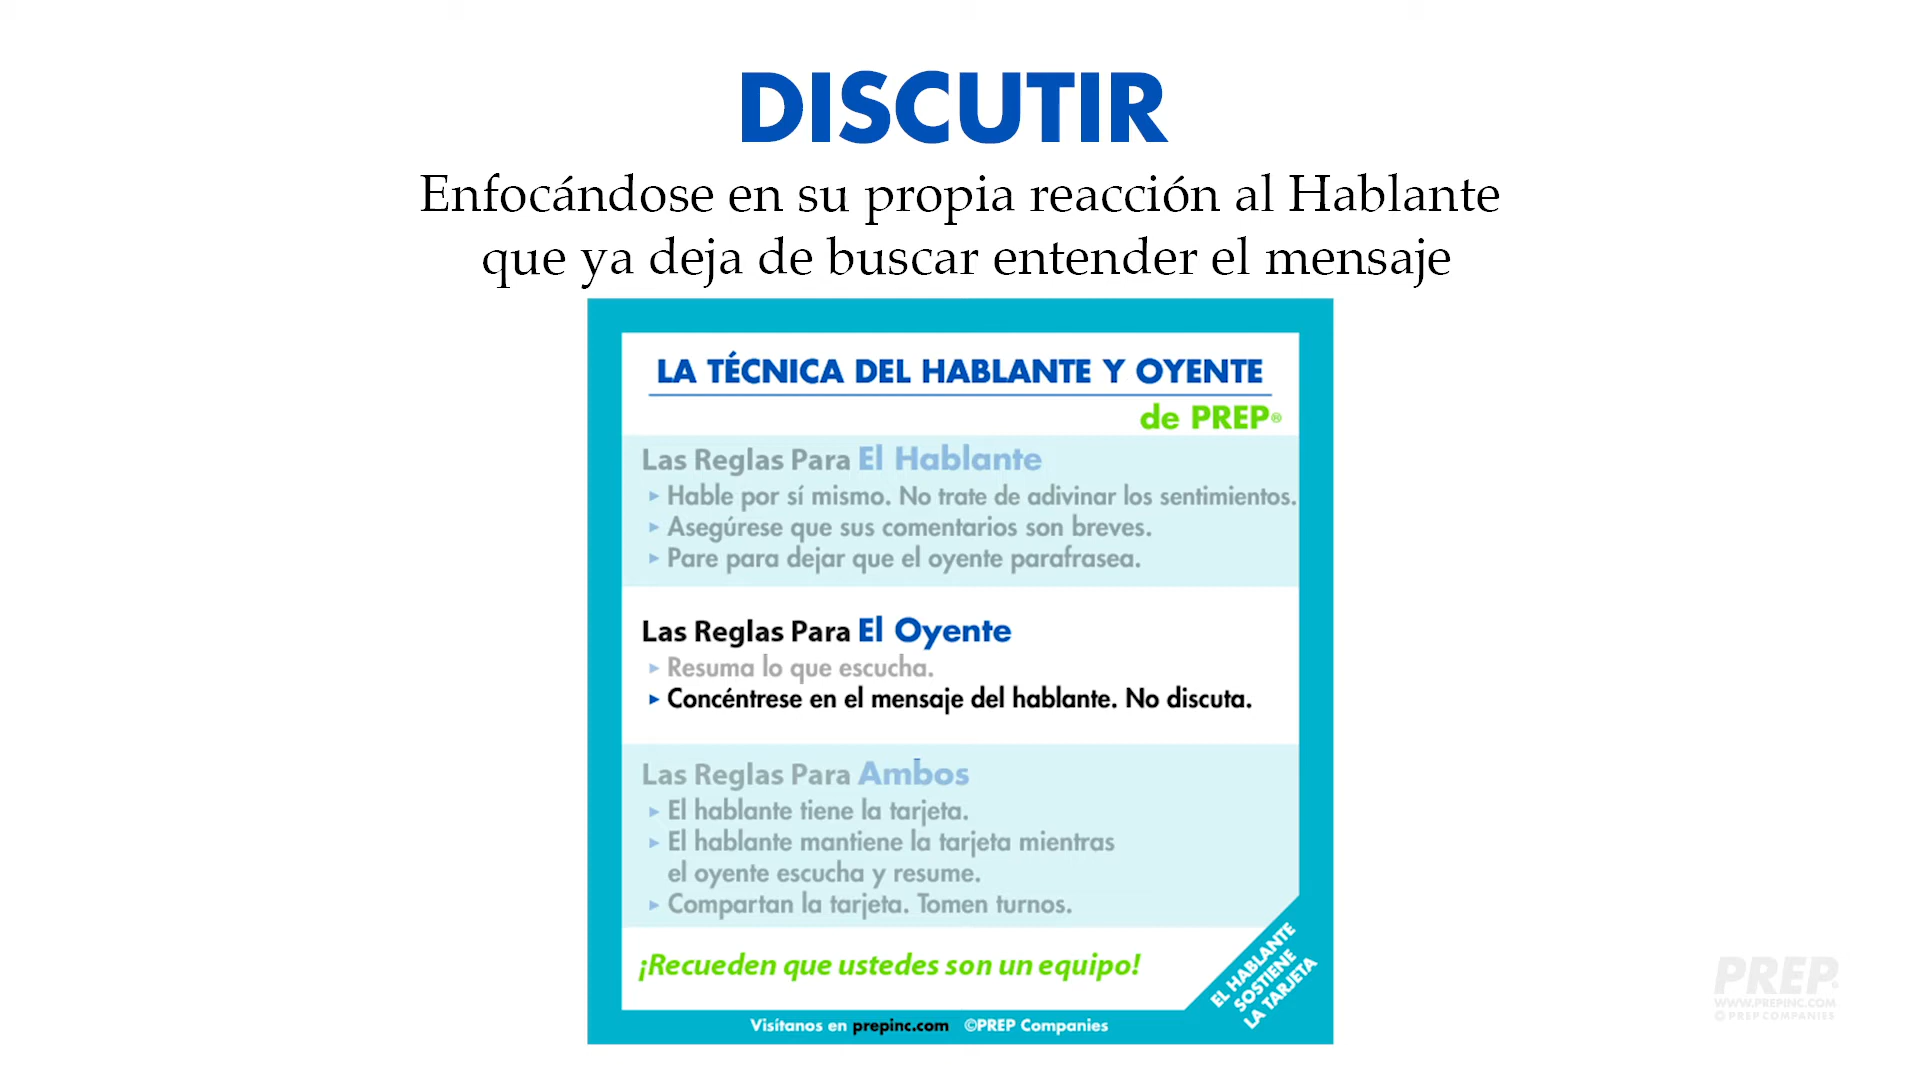 DISCUTIR
Enfocándose en su propia reacción al Hablante
que ya deja de buscar entender el mensaje
LA TÉCNICA DEL HABLANTE Y OYENTE
de PREP®
Las Reglas Para El Hablante
▸ Hable por sí mismo. No trate de adivinar los sentimientos.
▸ Asegúrese que sus comentarios son breves.
▸ Pare para dejar que el oyente parafrasea.
Las Reglas Para El Oyente
▸ Resuma lo que escucha.
▸ Concéntrese en el mensaje del hablante. No discuta.
Las Reglas Para Ambos
▸ El hablante tiene la tarjeta.
▸ El hablante mantiene la tarjeta mientras
el oyente escucha y resume.
▸ Compartan la tarjeta. Tomen turnos.
¡Recueden que ustedes son un equipo!
EL HABLANTE
SOSTIENE
LA TARJETA
Visítanos en prepinc.com ©PREP Companies
PREP®
WWW.PREPINC.COM
© PREP COMPANIES